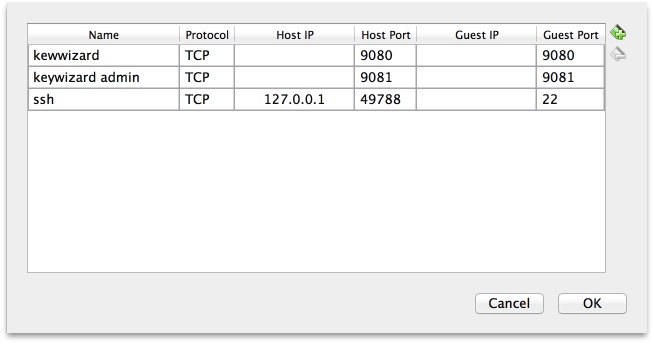 Name Protocol Host IP Host Port Guest IP Guest Port
kewwizard TCP 9080 9080
keywizard admin TCP 9081 9081
ssh TCP 127.0.0.1 49788 22
Cancel OK